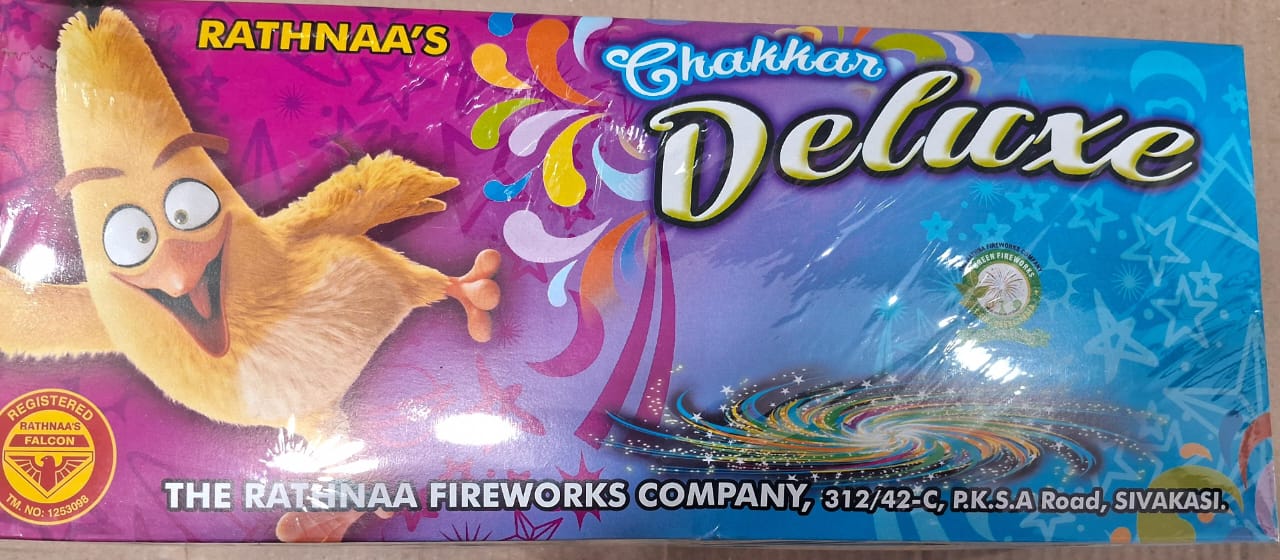 RATHNAA'S
Chakkar
Deluxe
GREEN FIREWORKS
REGISTERED
RATHNAA'S
FALCON
TM. NO: 1253098
THE RATHNAA FIREWORKS COMPANY, 312/42-C, P.K.S.A Road, SIVAKASI.